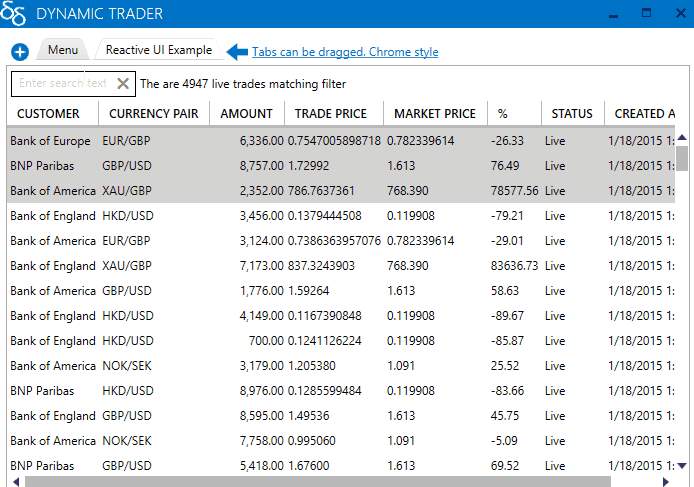 DYNAMIC TRADER
Menu Reactive UI Example Tabs can be dragged. Chrome style
Enter search text The are 4947 live trades matching filter
CUSTOMER CURRENCY PAIR AMOUNT TRADE PRICE MARKET PRICE % STATUS CREATED A
Bank of Europe EUR/GBP 6,336.00 0.7547005898718 0.782339614 -26.33 Live 1/18/2015 1:
BNP Paribas GBP/USD 8,757.00 1.72992 1.613 76.49 Live 1/18/2015 1:
Bank of America XAU/GBP 2,352.00 786.7637361 768.390 78577.56 Live 1/18/2015 1:
Bank of England HKD/USD 3,456.00 0.1379444508 0.119908 -79.21 Live 1/18/2015 1:
Bank of America EUR/GBP 3,124.00 0.7386363957076 0.782339614 -29.01 Live 1/18/2015 1:
Bank of England XAU/GBP 7,173.00 837.3243903 768.390 83636.73 Live 1/18/2015 1:
Bank of America GBP/USD 1,776.00 1.59264 1.613 58.63 Live 1/18/2015 1:
Bank of England HKD/USD 4,149.00 0.1167390848 0.119908 -89.67 Live 1/18/2015 1:
Bank of England HKD/USD 700.00 0.1241126224 0.119908 -85.87 Live 1/18/2015 1:
Bank of America NOK/SEK 3,179.00 1.205380 1.091 25.52 Live 1/18/2015 1:
BNP Paribas HKD/USD 8,976.00 0.1285599484 0.119908 -83.66 Live 1/18/2015 1:
Bank of England GBP/USD 8,595.00 1.49536 1.613 45.75 Live 1/18/2015 1:
Bank of America NOK/SEK 7,758.00 0.995060 1.091 -5.09 Live 1/18/2015 1:
BNP Paribas GBP/USD 5,418.00 1.67600 1.613 69.52 Live 1/18/2015 1: